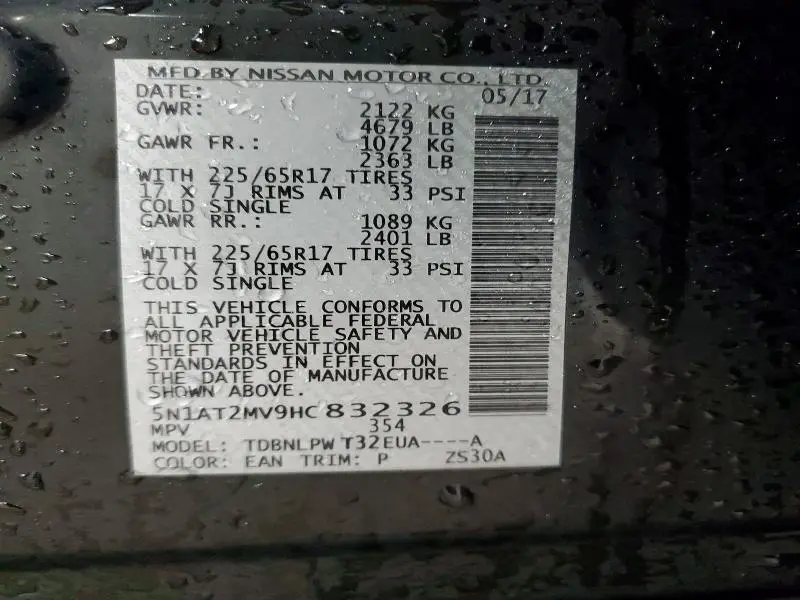 MFD BY NISSAN MOTOR CO., LTD.
DATE: 05/17
GVWR: 2122 KG
4679 LB
GAWR FR.: 1072 KG
2363 LB
WITH 225/65R17 TIRES
17 X 7J RIMS AT 33 PSI
COLD SINGLE
GAWR RR.: 1089 KG
2401 LB
WITH 225/65R17 TIRES
17 X 7J RIMS AT 33 PSI
COLD SINGLE
THIS VEHICLE CONFORMS TO
ALL APPLICABLE FEDERAL
MOTOR VEHICLE SAFETY AND
THEFT PREVENTION
STANDARDS IN EFFECT ON
THE DATE OF MANUFACTURE
SHOWN ABOVE.
5N1AT2MV9HC832326
MPV 354
MODEL: TDBNLPW T32EUA----A
COLOR: EAN TRIM: P ZS30A